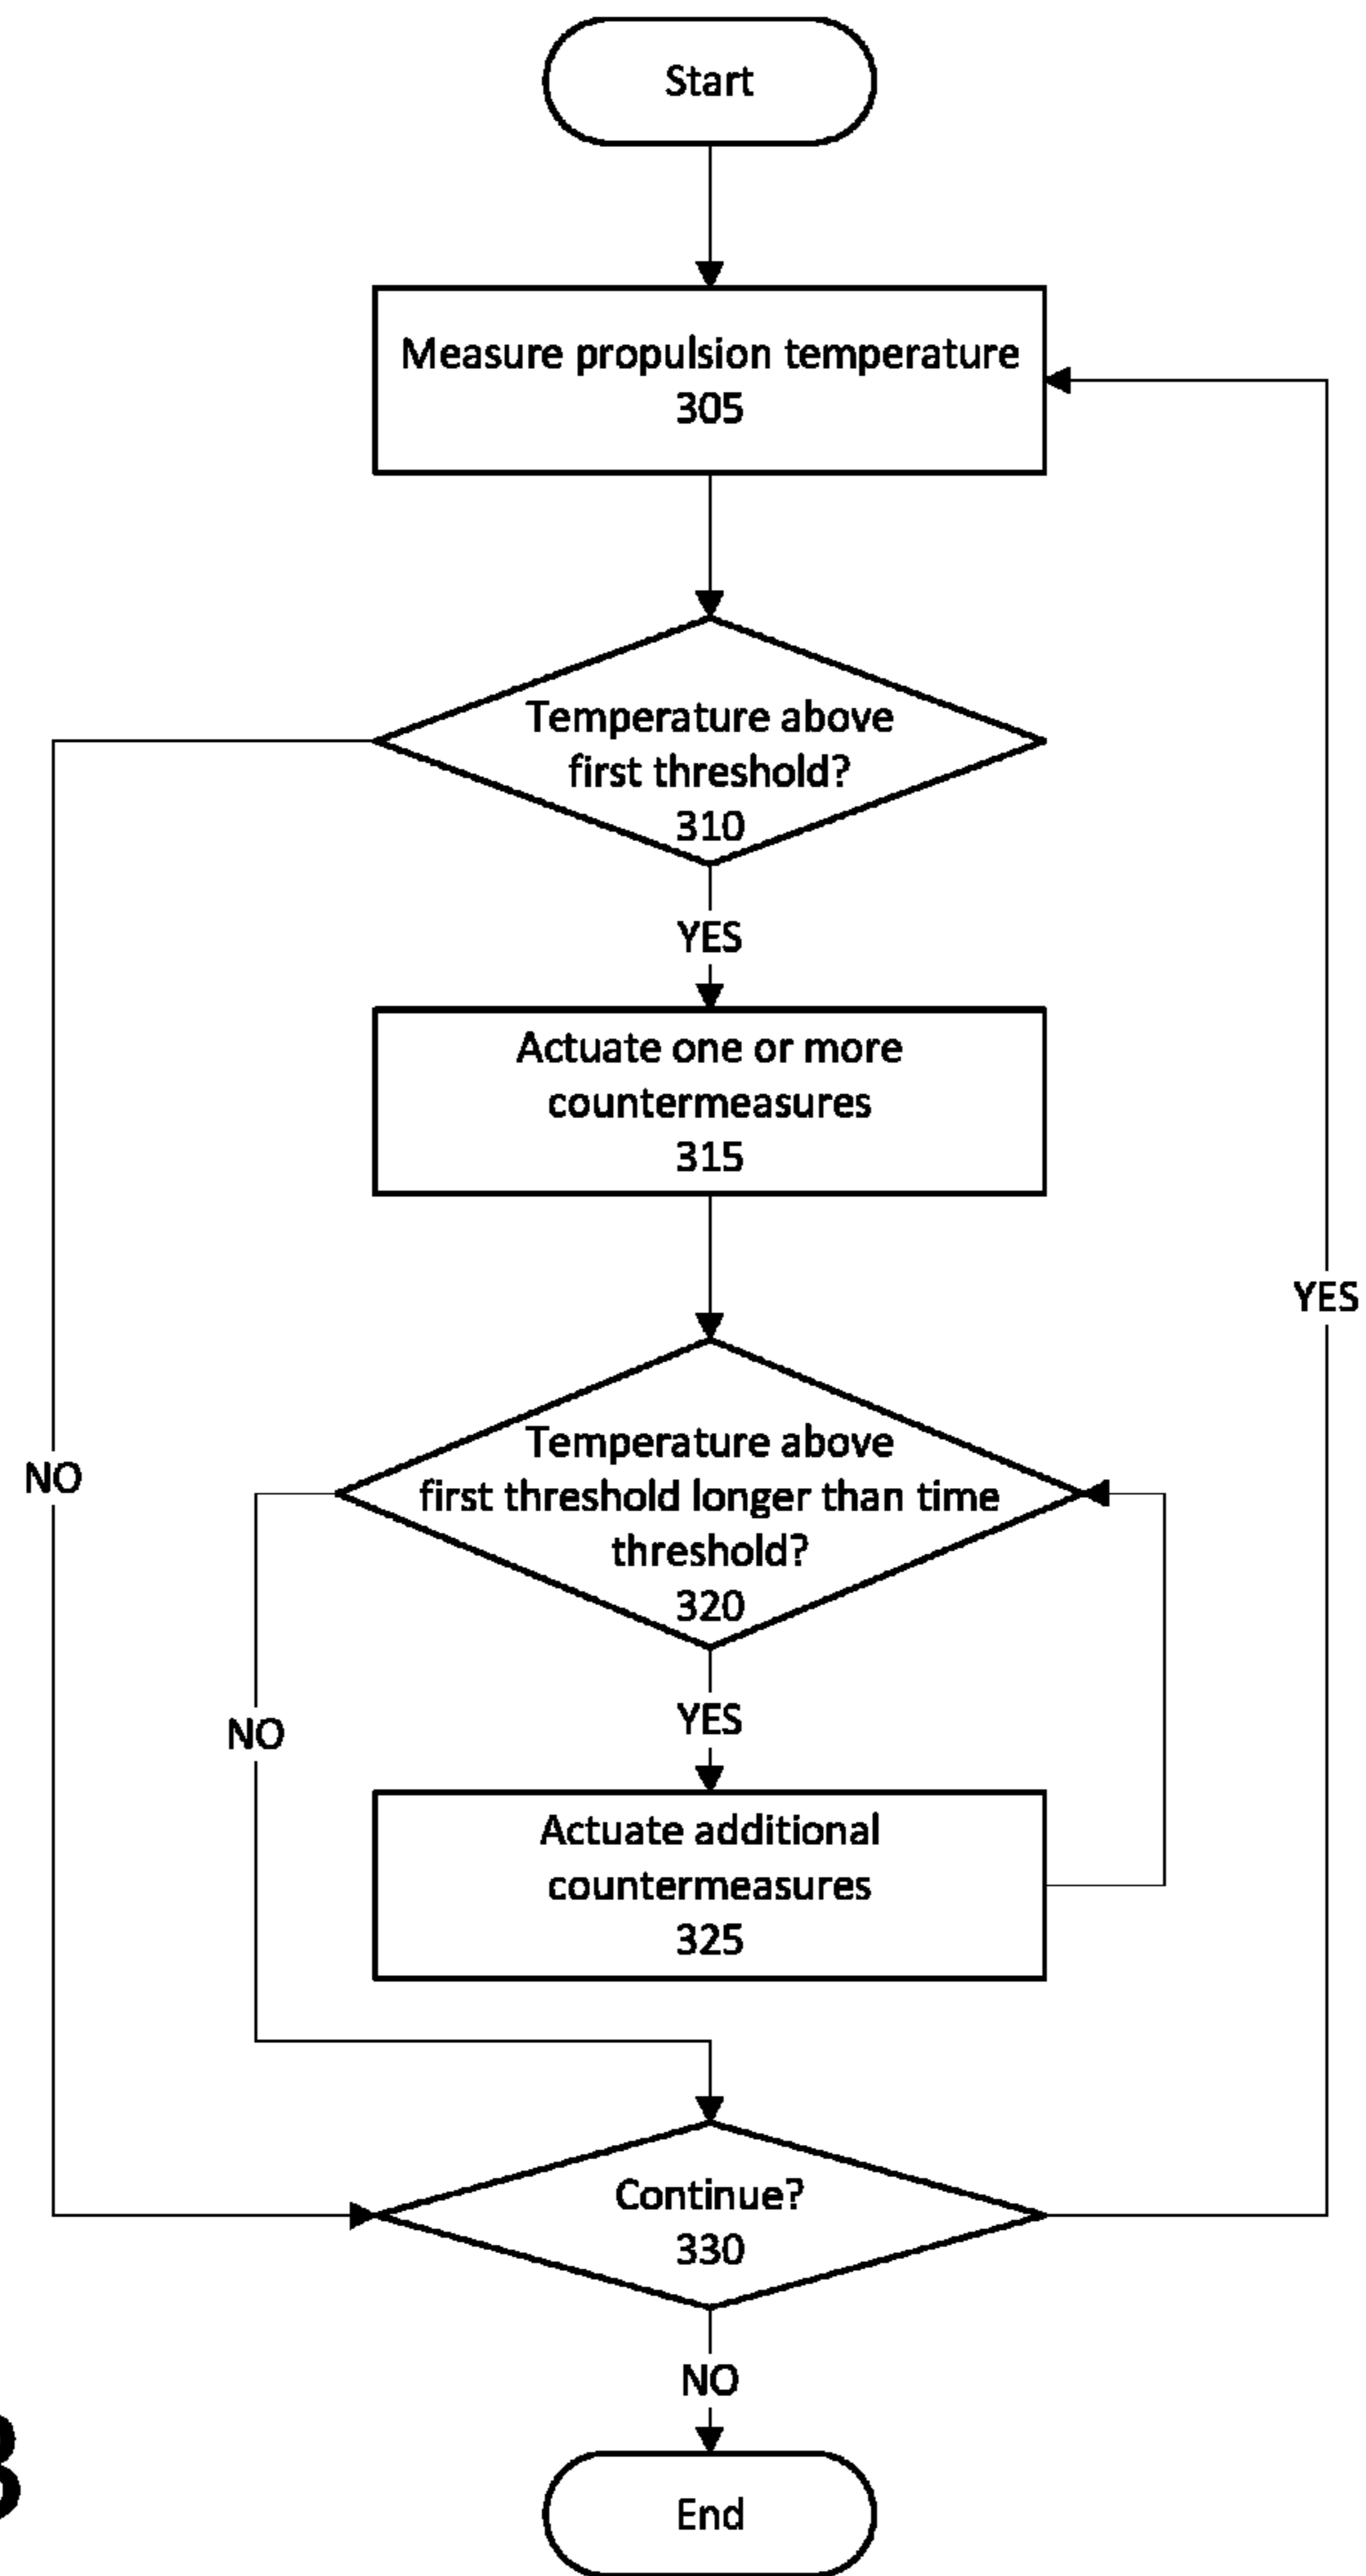 Start
Measure propulsion temperature
305
Temperature above
first threshold?
310
YES
Actuate one or more
countermeasures
315
YES
Temperature above
first threshold longer than time
threshold?
320
NO
YES
NO
Actuate additional
countermeasures
325
Continue?
330
NO
End